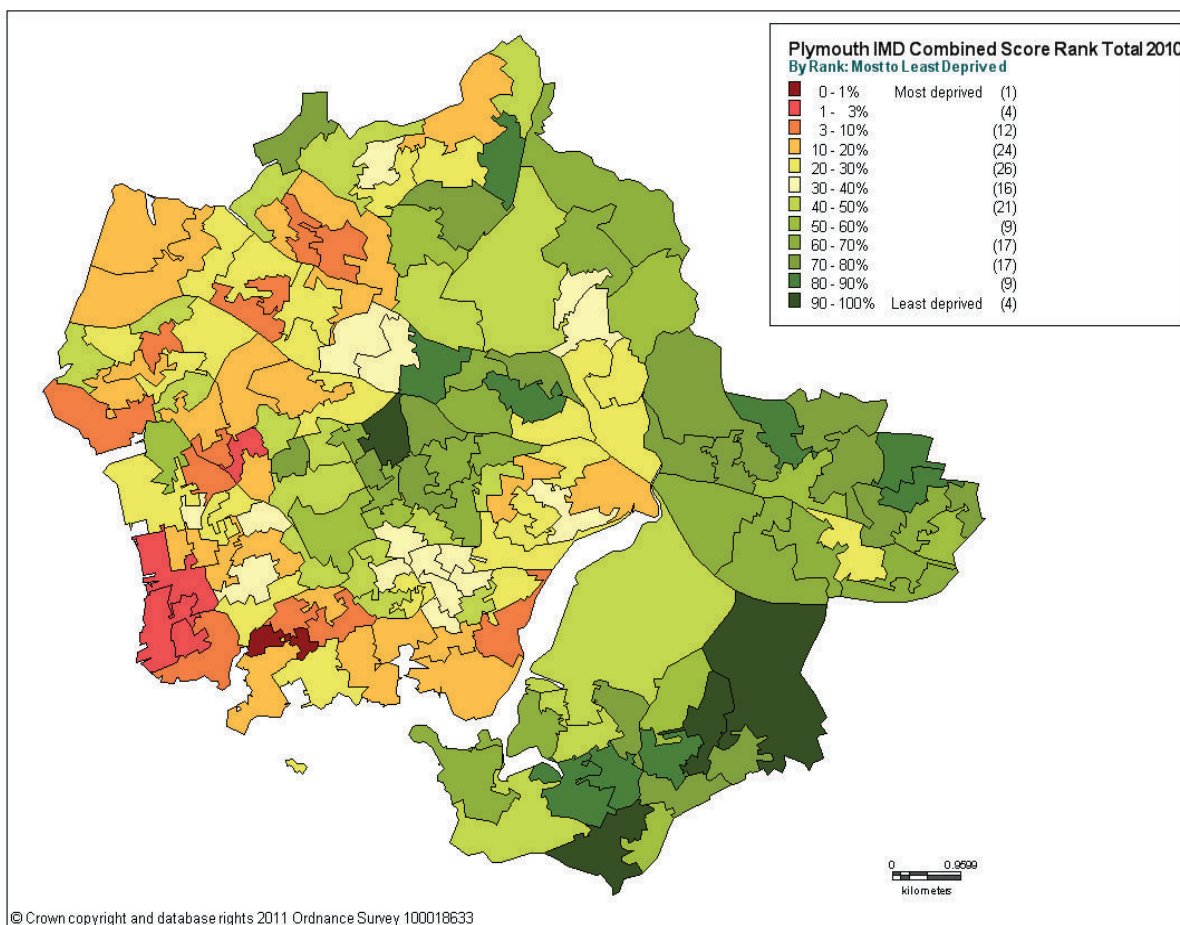 Plymouth IMD Combined Score Rank Total 2010
By Rank: Most to Least Deprived
0 - 1% Most deprived (1)
1 - 3% (4)
3 - 10% (12)
10 - 20% (24)
20 - 30% (26)
30 - 40% (16)
40 - 50% (21)
50 - 60% (9)
60 - 70% (17)
70 - 80% (17)
80 - 90% (9)
90 - 100% Least deprived (4)
0 0.9599
kilometers
© Crown copyright and database rights 2011 Ordnance Survey 100018633